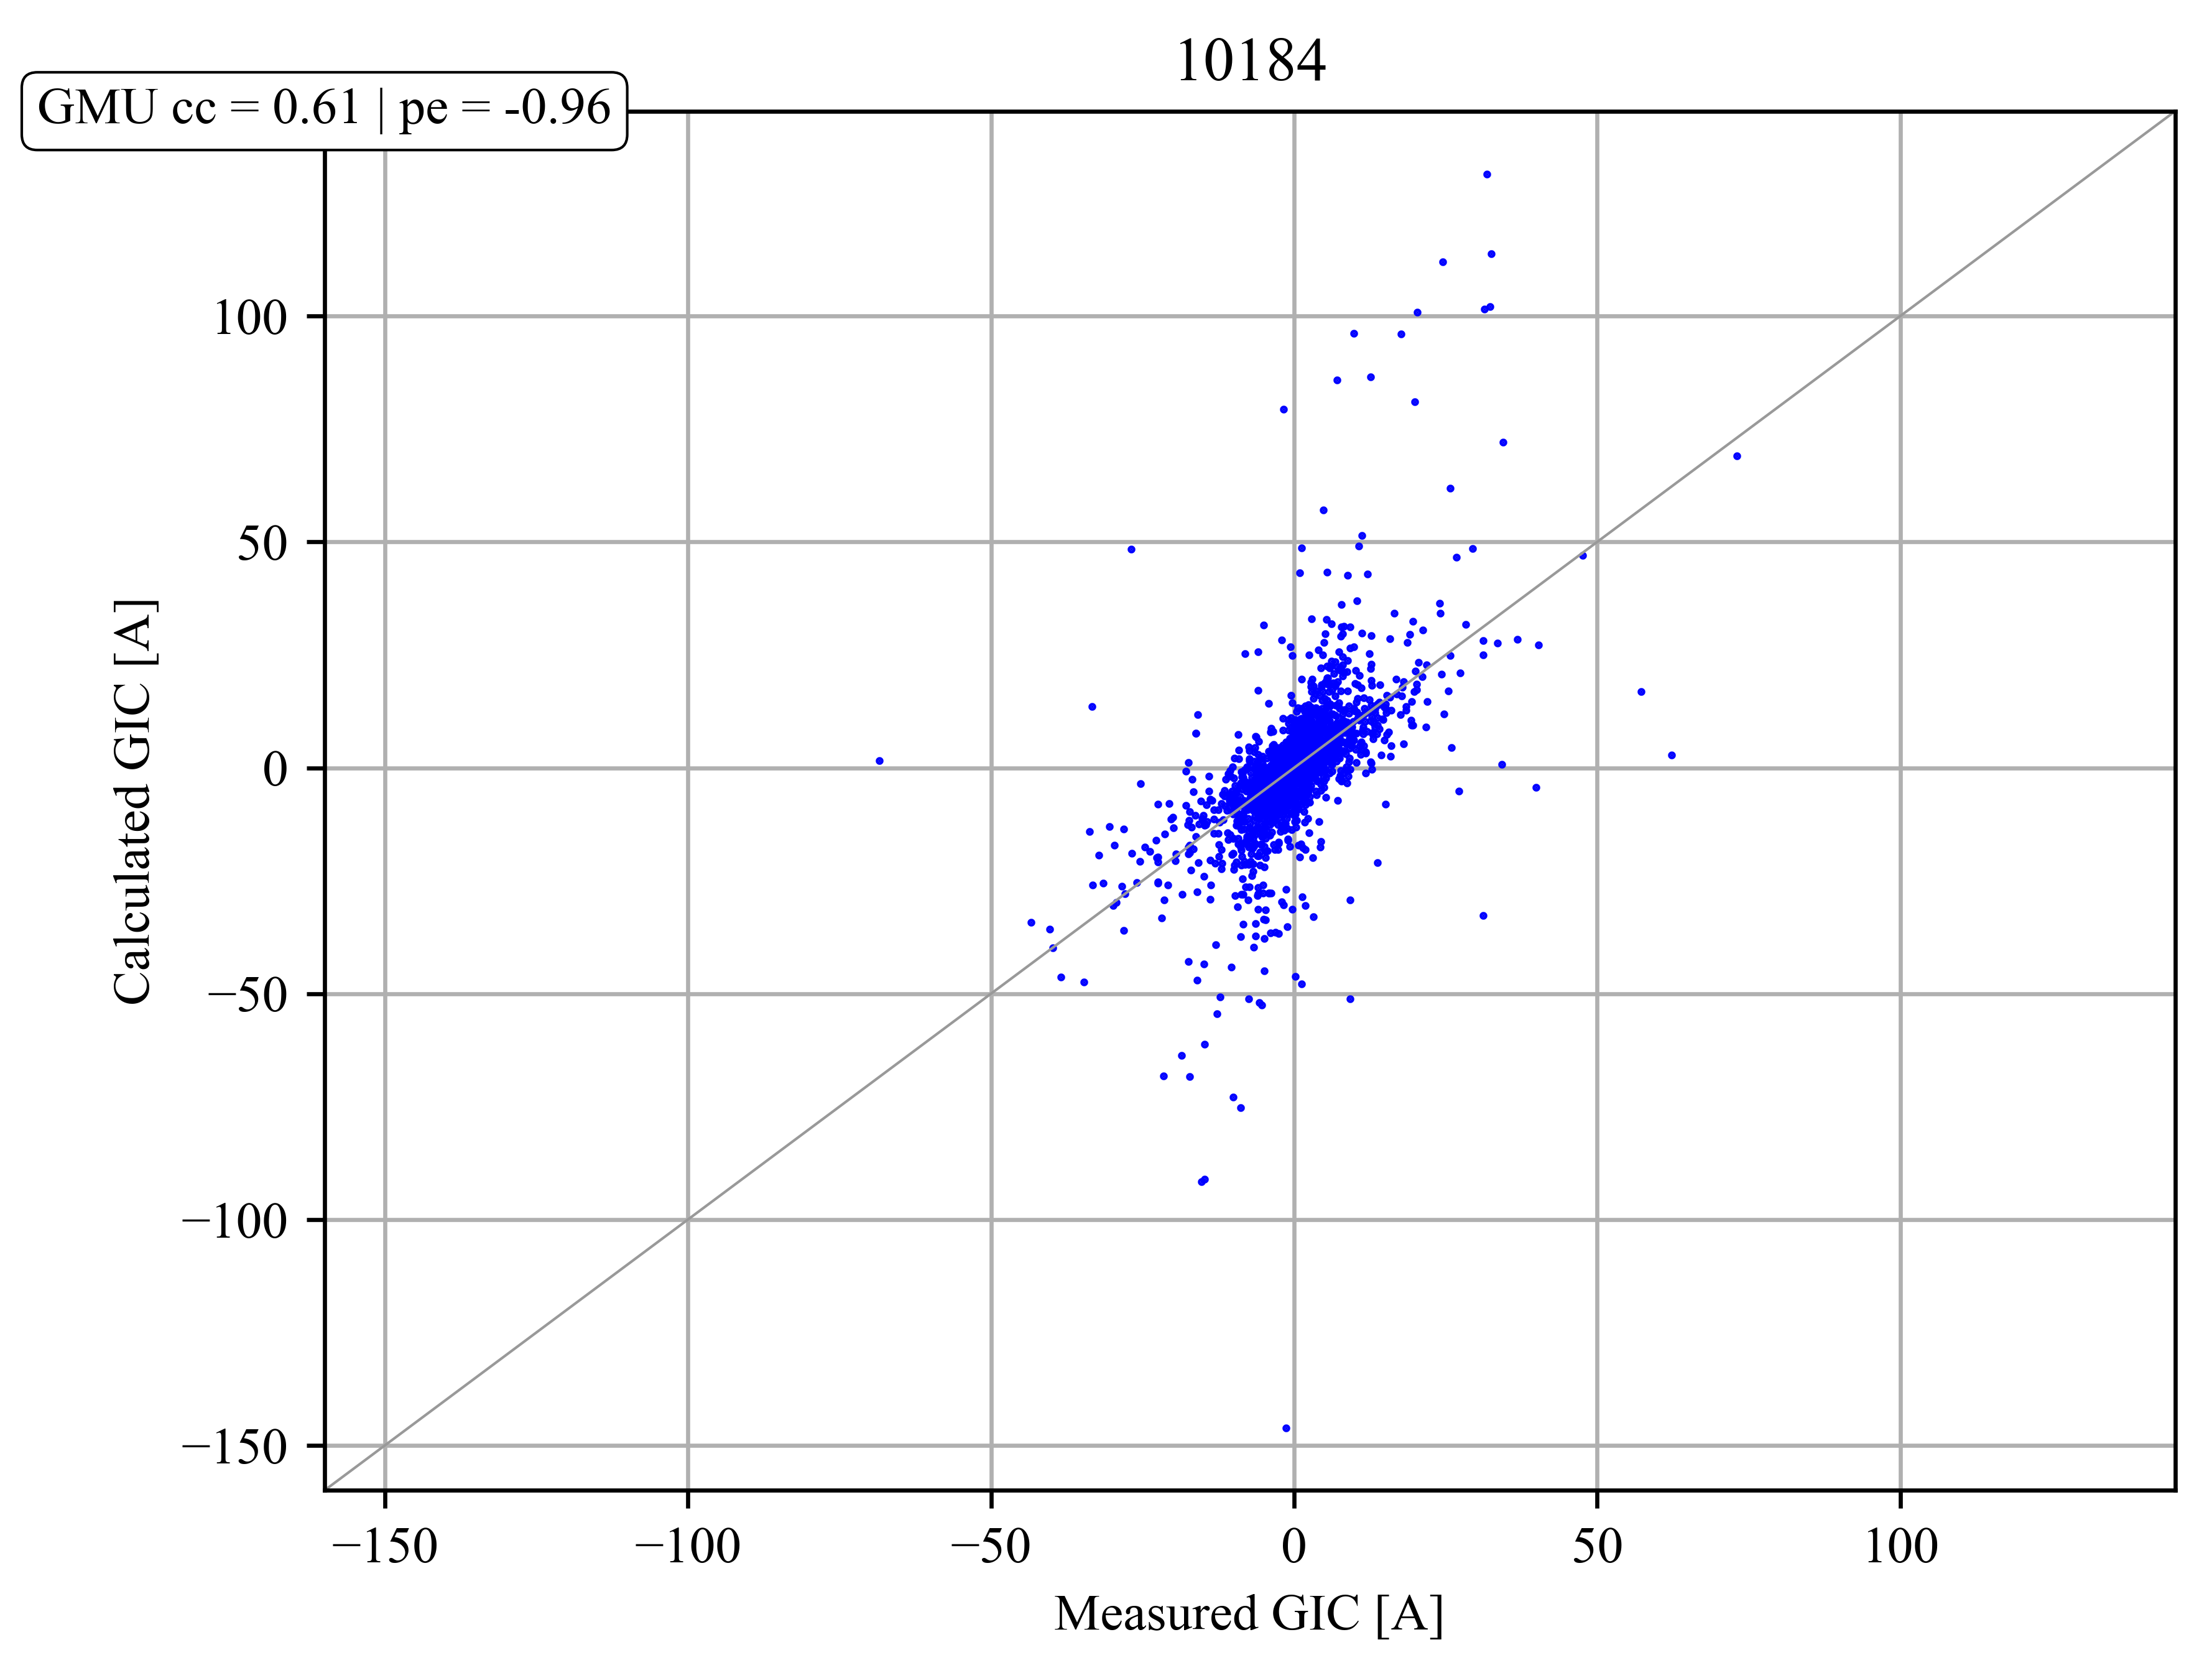 10184
GMU cc = 0.61 | pe = -0.96
100
50
0
−50
−100
−150
Calculated GIC [A]
−150 −100 −50 0 50 100
Measured GIC [A]